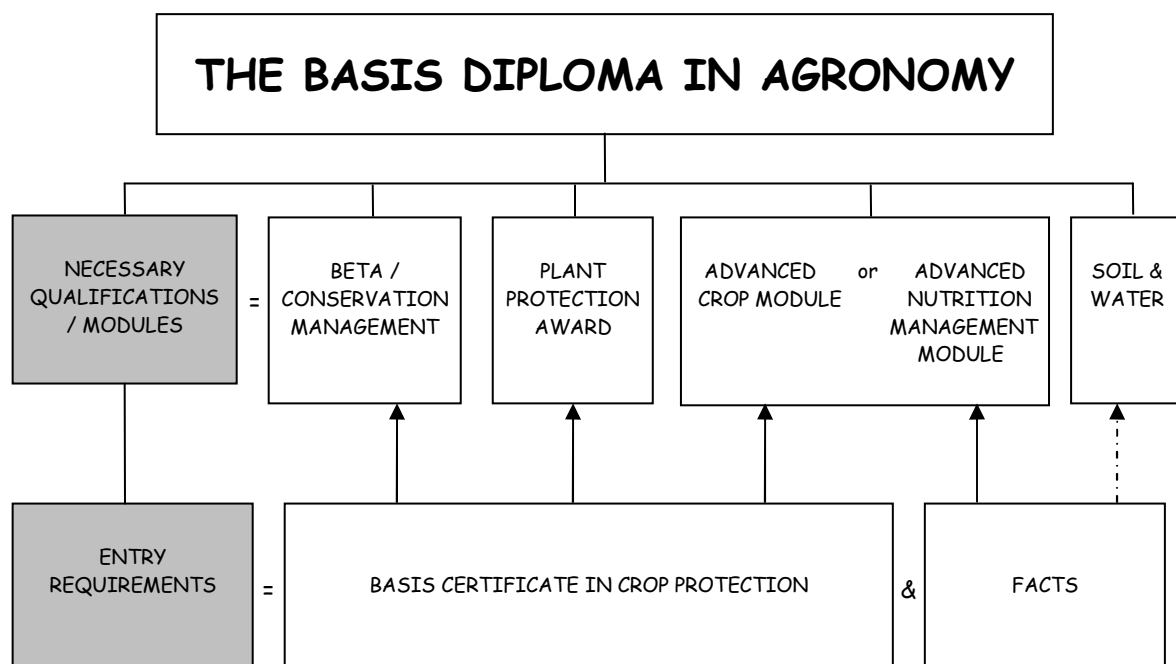 THE BASIS DIPLOMA IN AGRONOMY
NECESSARY
QUALIFICATIONS
/ MODULES
=
BETA /
CONSERVATION
MANAGEMENT
PLANT
PROTECTION
AWARD
ADVANCED
CROP MODULE
or
ADVANCED
NUTRITION
MANAGEMENT
MODULE
SOIL &
WATER
ENTRY
REQUIREMENTS
=
BASIS CERTIFICATE IN CROP PROTECTION
&
FACTS